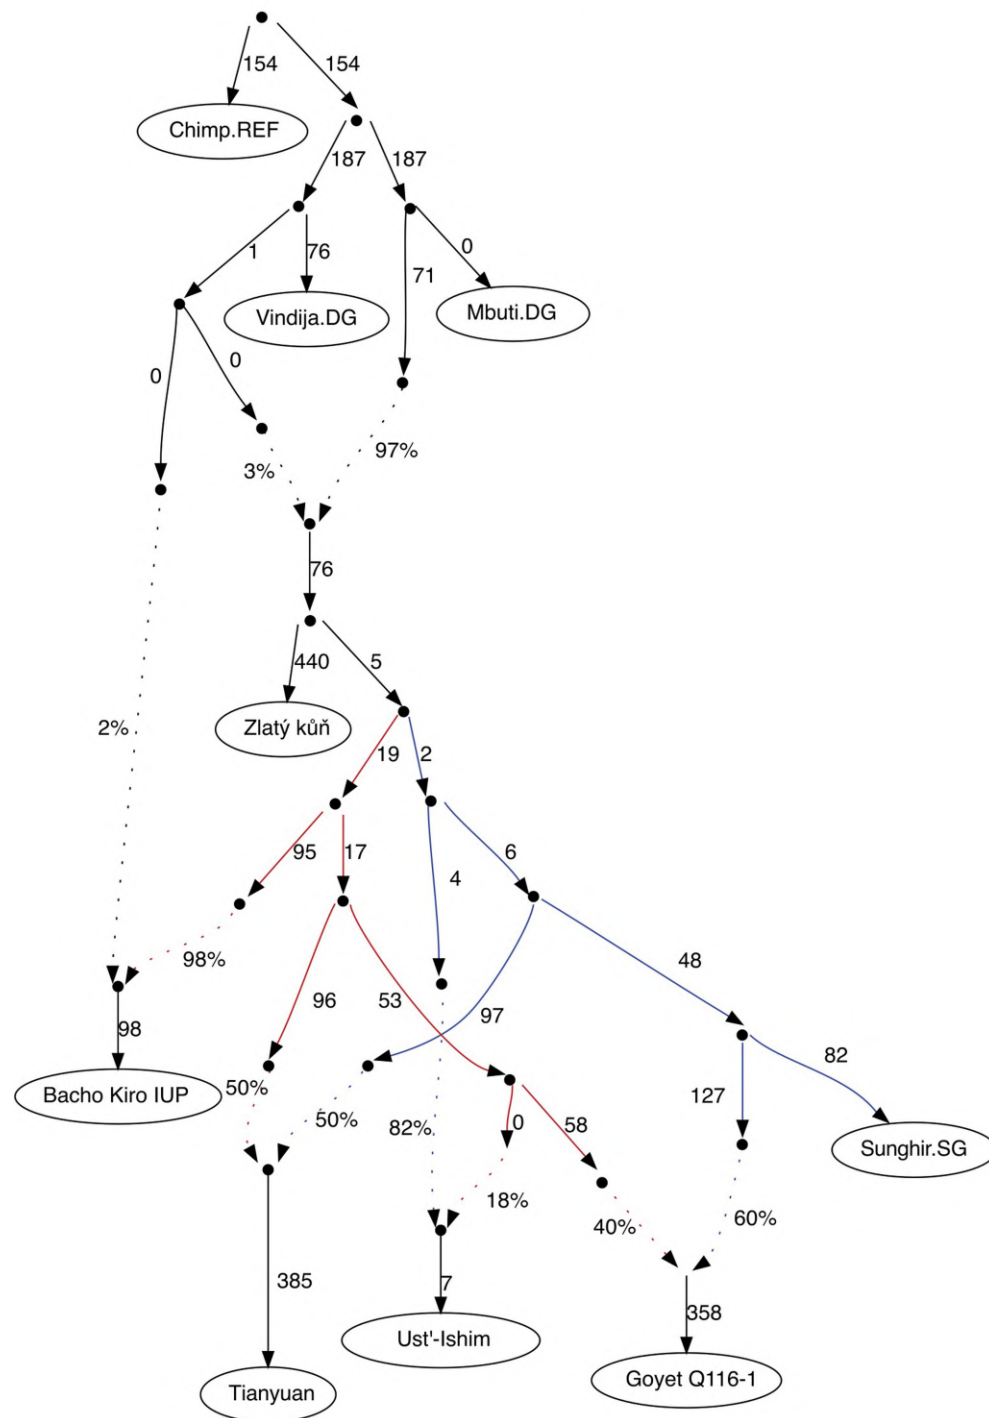 154 154
Chimp.REF
187 187
1 76 71 0
Vindija.DG Mbuti.DG
0 0
3% 97%
76
440 5
Zlatý kůň
2% 19 2
95 17 4 6
98% 96 53 97 48
98
Bacho Kiro IUP
50% 50% 82% 0 58 127 82
Sunghir.SG
18% 40% 60%
385 7 358
Ust'-Ishim
Tianyuan Goyet Q116-1